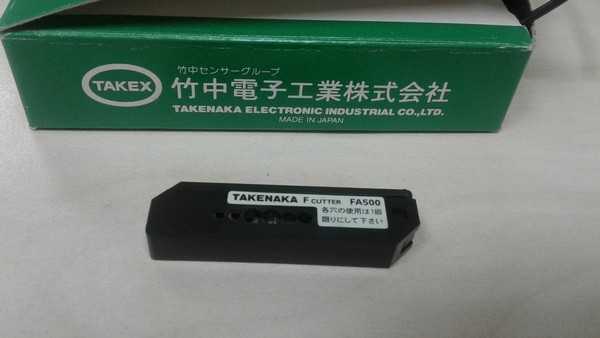 竹中センサーグループ
TAKEX 竹中電子工業株式会社
TAKENAKA ELECTRONIC INDUSTRIAL CO.,LTD.
MADE IN JAPAN
TAKENAKA F CUTTER FA500
各穴の使用は1回
限りにして下さい